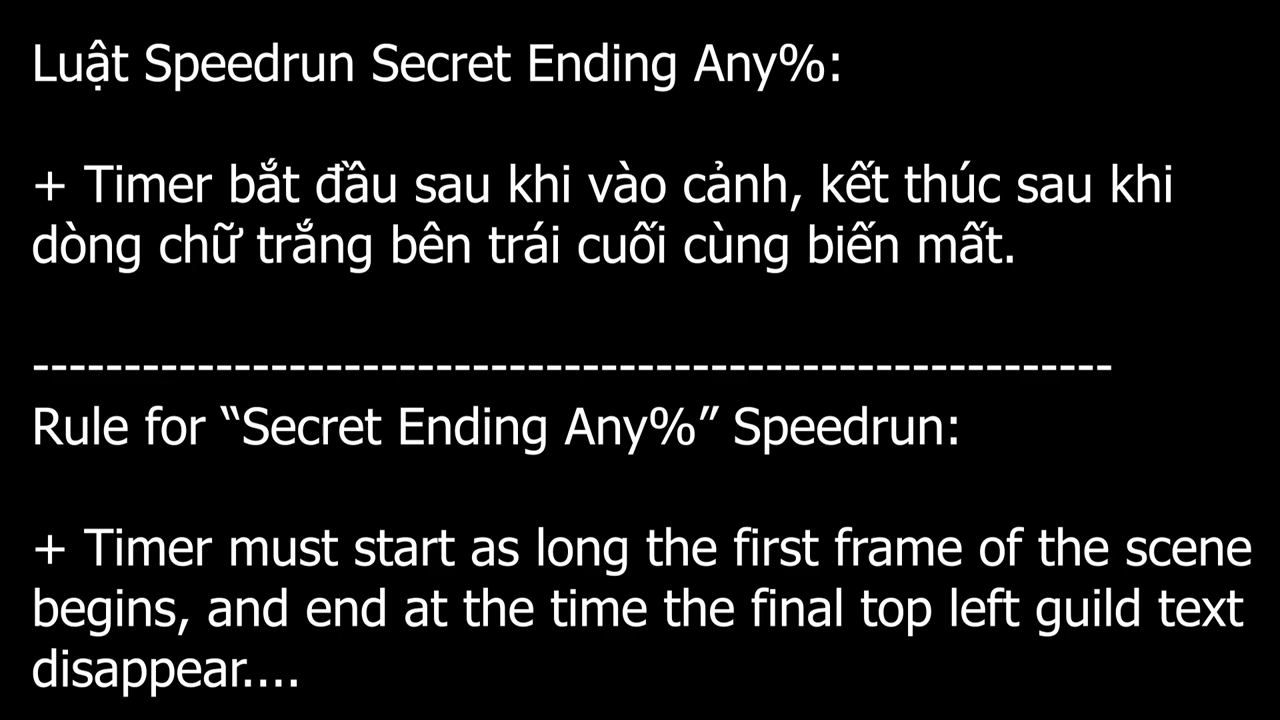 Luật Speedrun Secret Ending Any%:
+ Timer bắt đầu sau khi vào cảnh, kết thúc sau khi
dòng chữ trắng bên trái cuối cùng biến mất.
-----------------------------------------------------------
Rule for “Secret Ending Any%” Speedrun:
+ Timer must start as long the first frame of the scene
begins, and end at the time the final top left guild text
disappear....